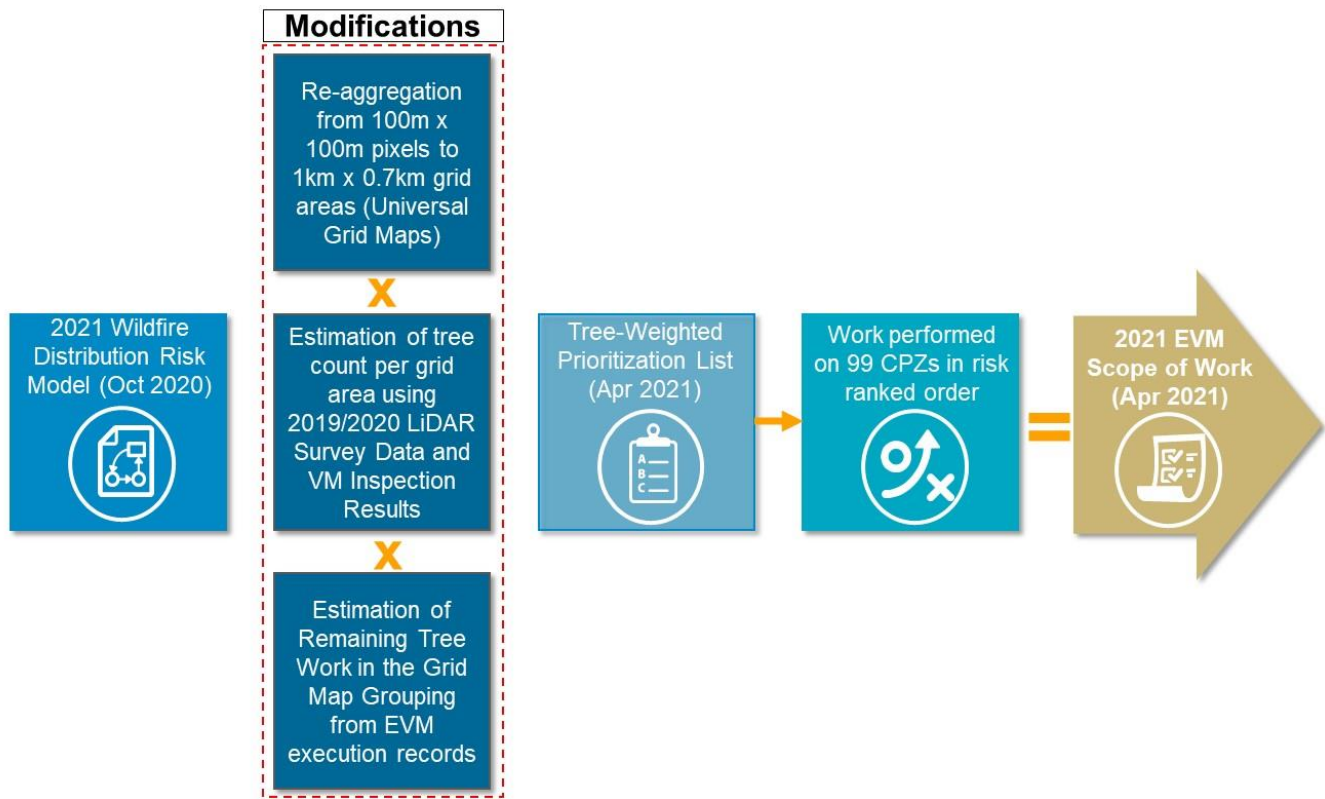 Modifications
Re-aggregation
from 100m x
100m pixels to
1km x 0.7km grid
areas (Universal
Grid Maps)
x
2021 Wildfire
Distribution Risk
Model (Oct 2020)
Estimation of tree
count per grid
area using
2019/2020 LiDAR
Survey Data and
VM Inspection
Results
x
Estimation of
Remaining Tree
Work in the Grid
Map Grouping
from EVM
execution records
Tree-Weighted
Prioritization List
(Apr 2021)
A
B
C
Work performed
on 99 CPZs in risk
ranked order
=
2021 EVM
Scope of Work
(Apr 2021)